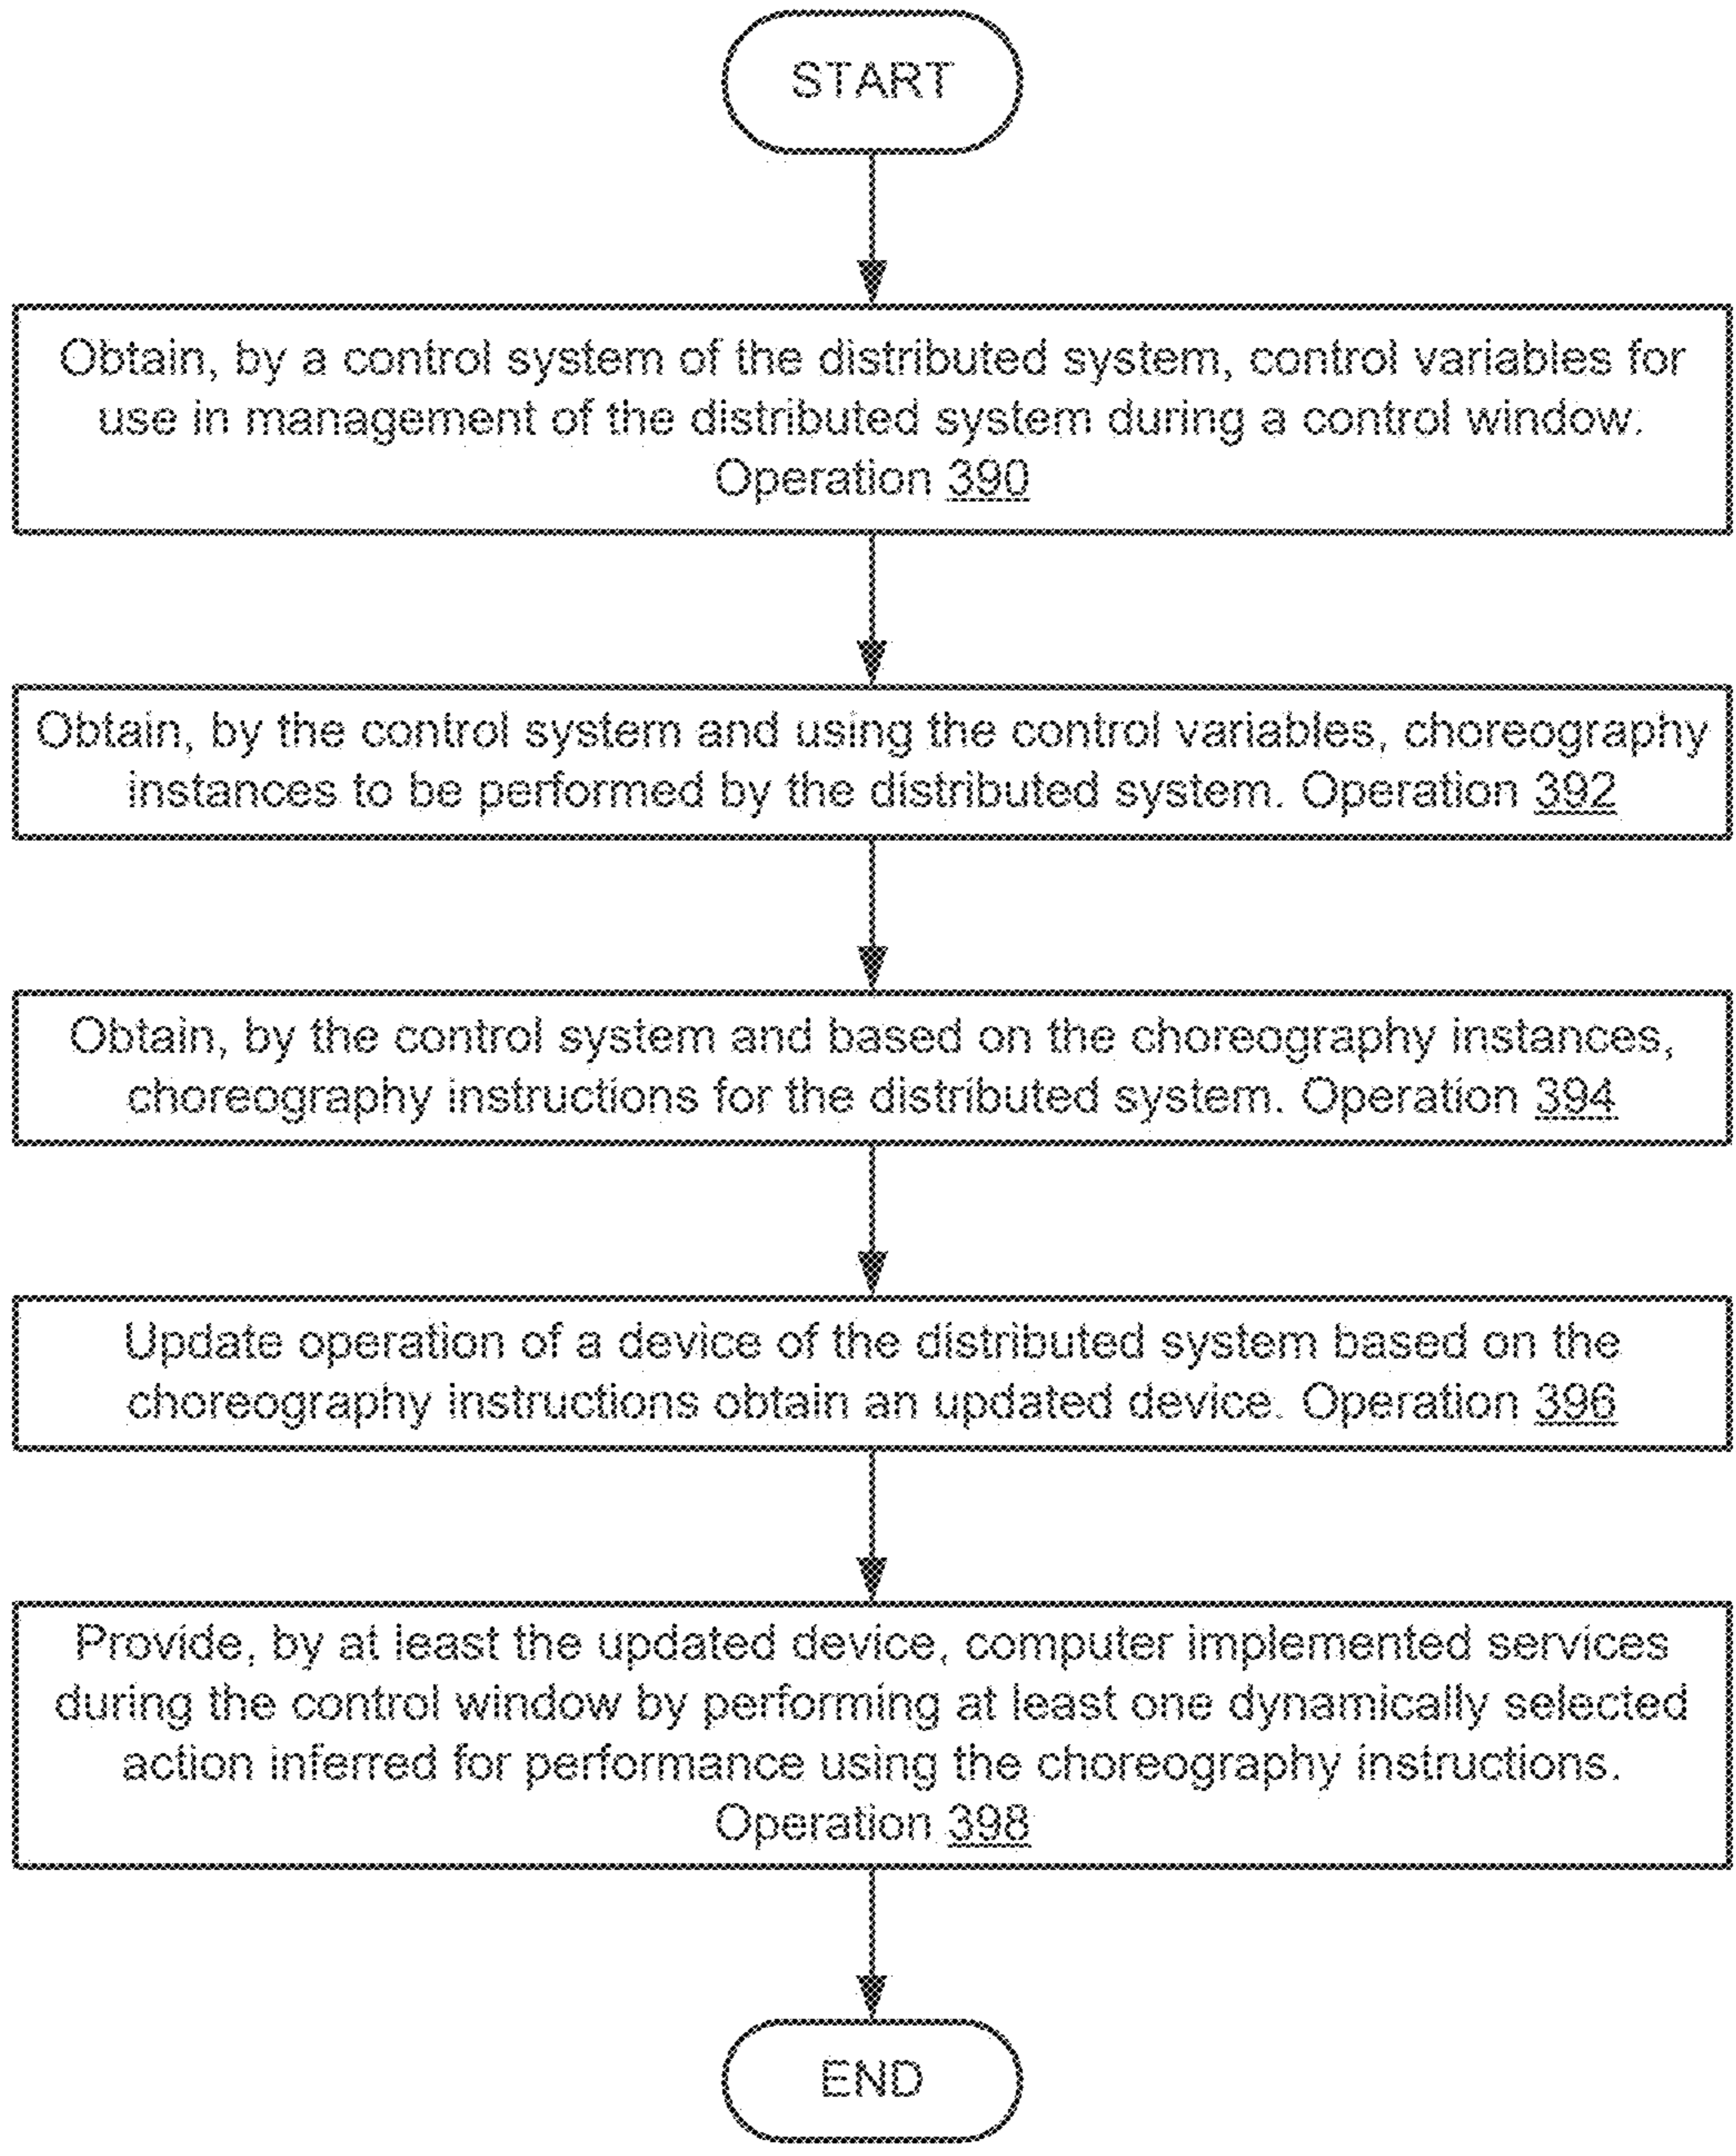 START
Obtain, by a control system of the distributed system, control variables for
use in management of the distributed system during a control window.
Operation 390
Obtain, by the control system and using the control variables, choreography
instances to be performed by the distributed system. Operation 392
Obtain, by the control system and based on the choreography instances,
choreography instructions for the distributed system. Operation 394
Update operation of a device of the distributed system based on the
choreography instructions obtain an updated device. Operation 396
Provide, by at least the updated device, computer implemented services
during the control window by performing at least one dynamically selected
action inferred for performance using the choreography instructions.
Operation 398
END